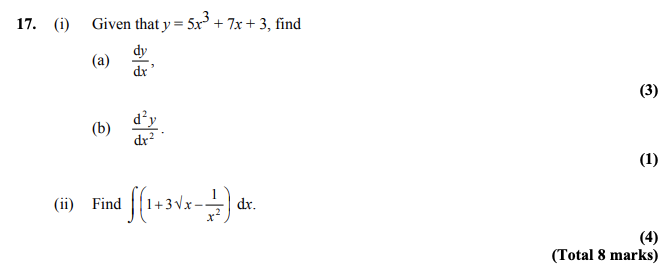 17. (i) Given that y = 5x³ + 7x + 3, find
(a) dy/dx,
(3)
(b) d²y/dx².
(1)
(ii) Find ∫(1 + 3√x − 1/x²) dx.
(4)
(Total 8 marks)